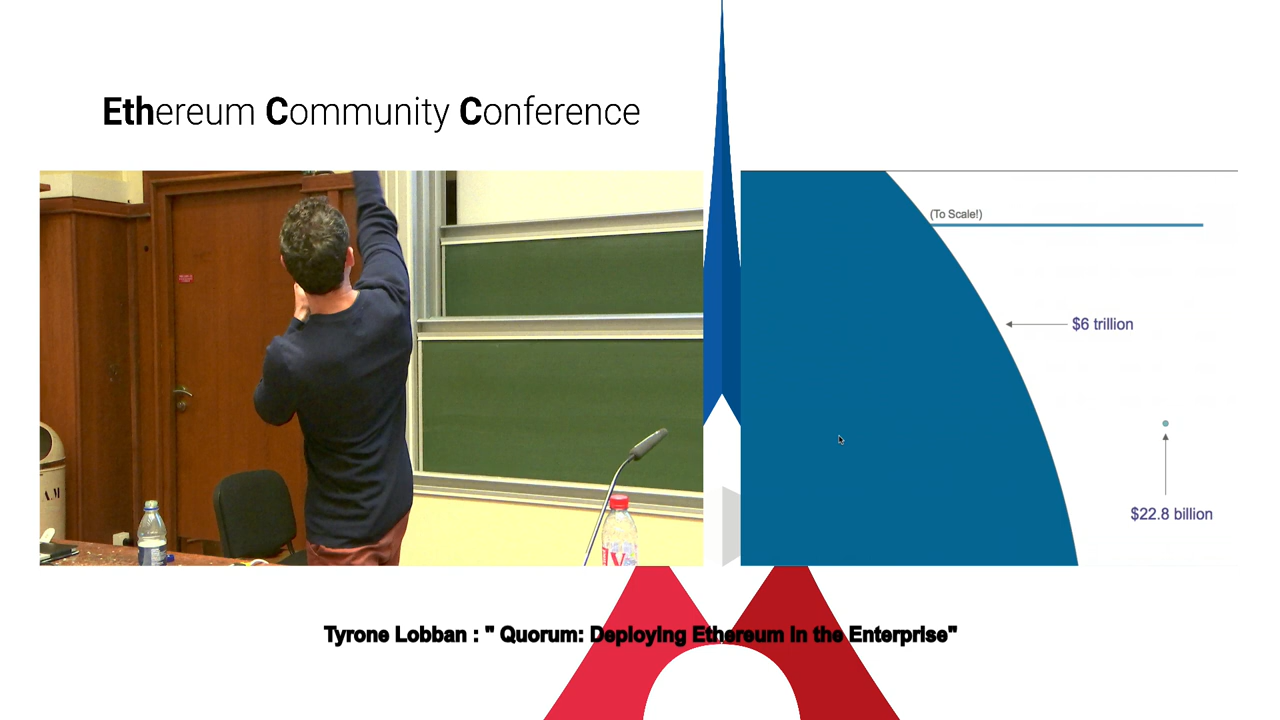 Ethereum Community Conference
(To Scale!)
$6 trillion
$22.8 billion
A.M
V
Tyrone Lobban : " Quorum: Deploying Ethereum in the Enterprise"